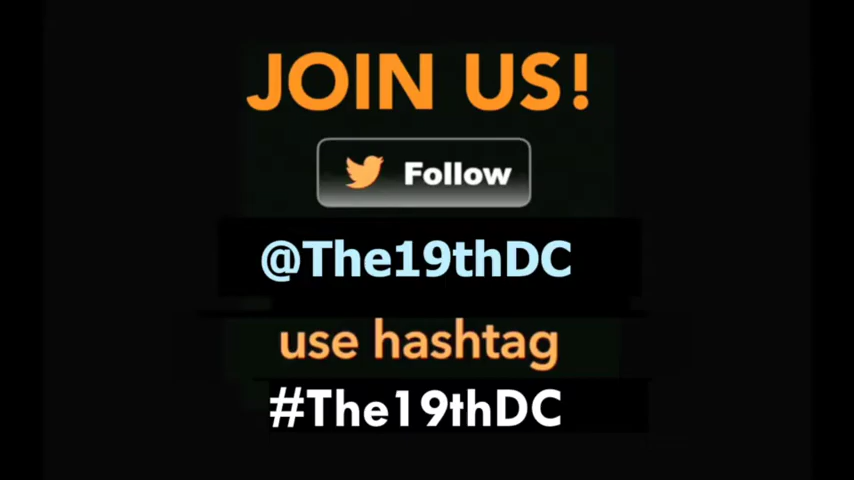 JOIN US!
Follow
@The19thDC
use hashtag
#The19thDC